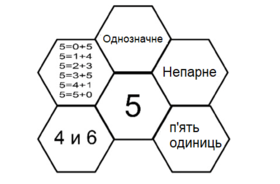 Однозначне
5=0+5
5=1+4
5=2+3
5=3+5
5=4+1
5=5+0
Непарне
5
4 и 6
п'ять
одиниць